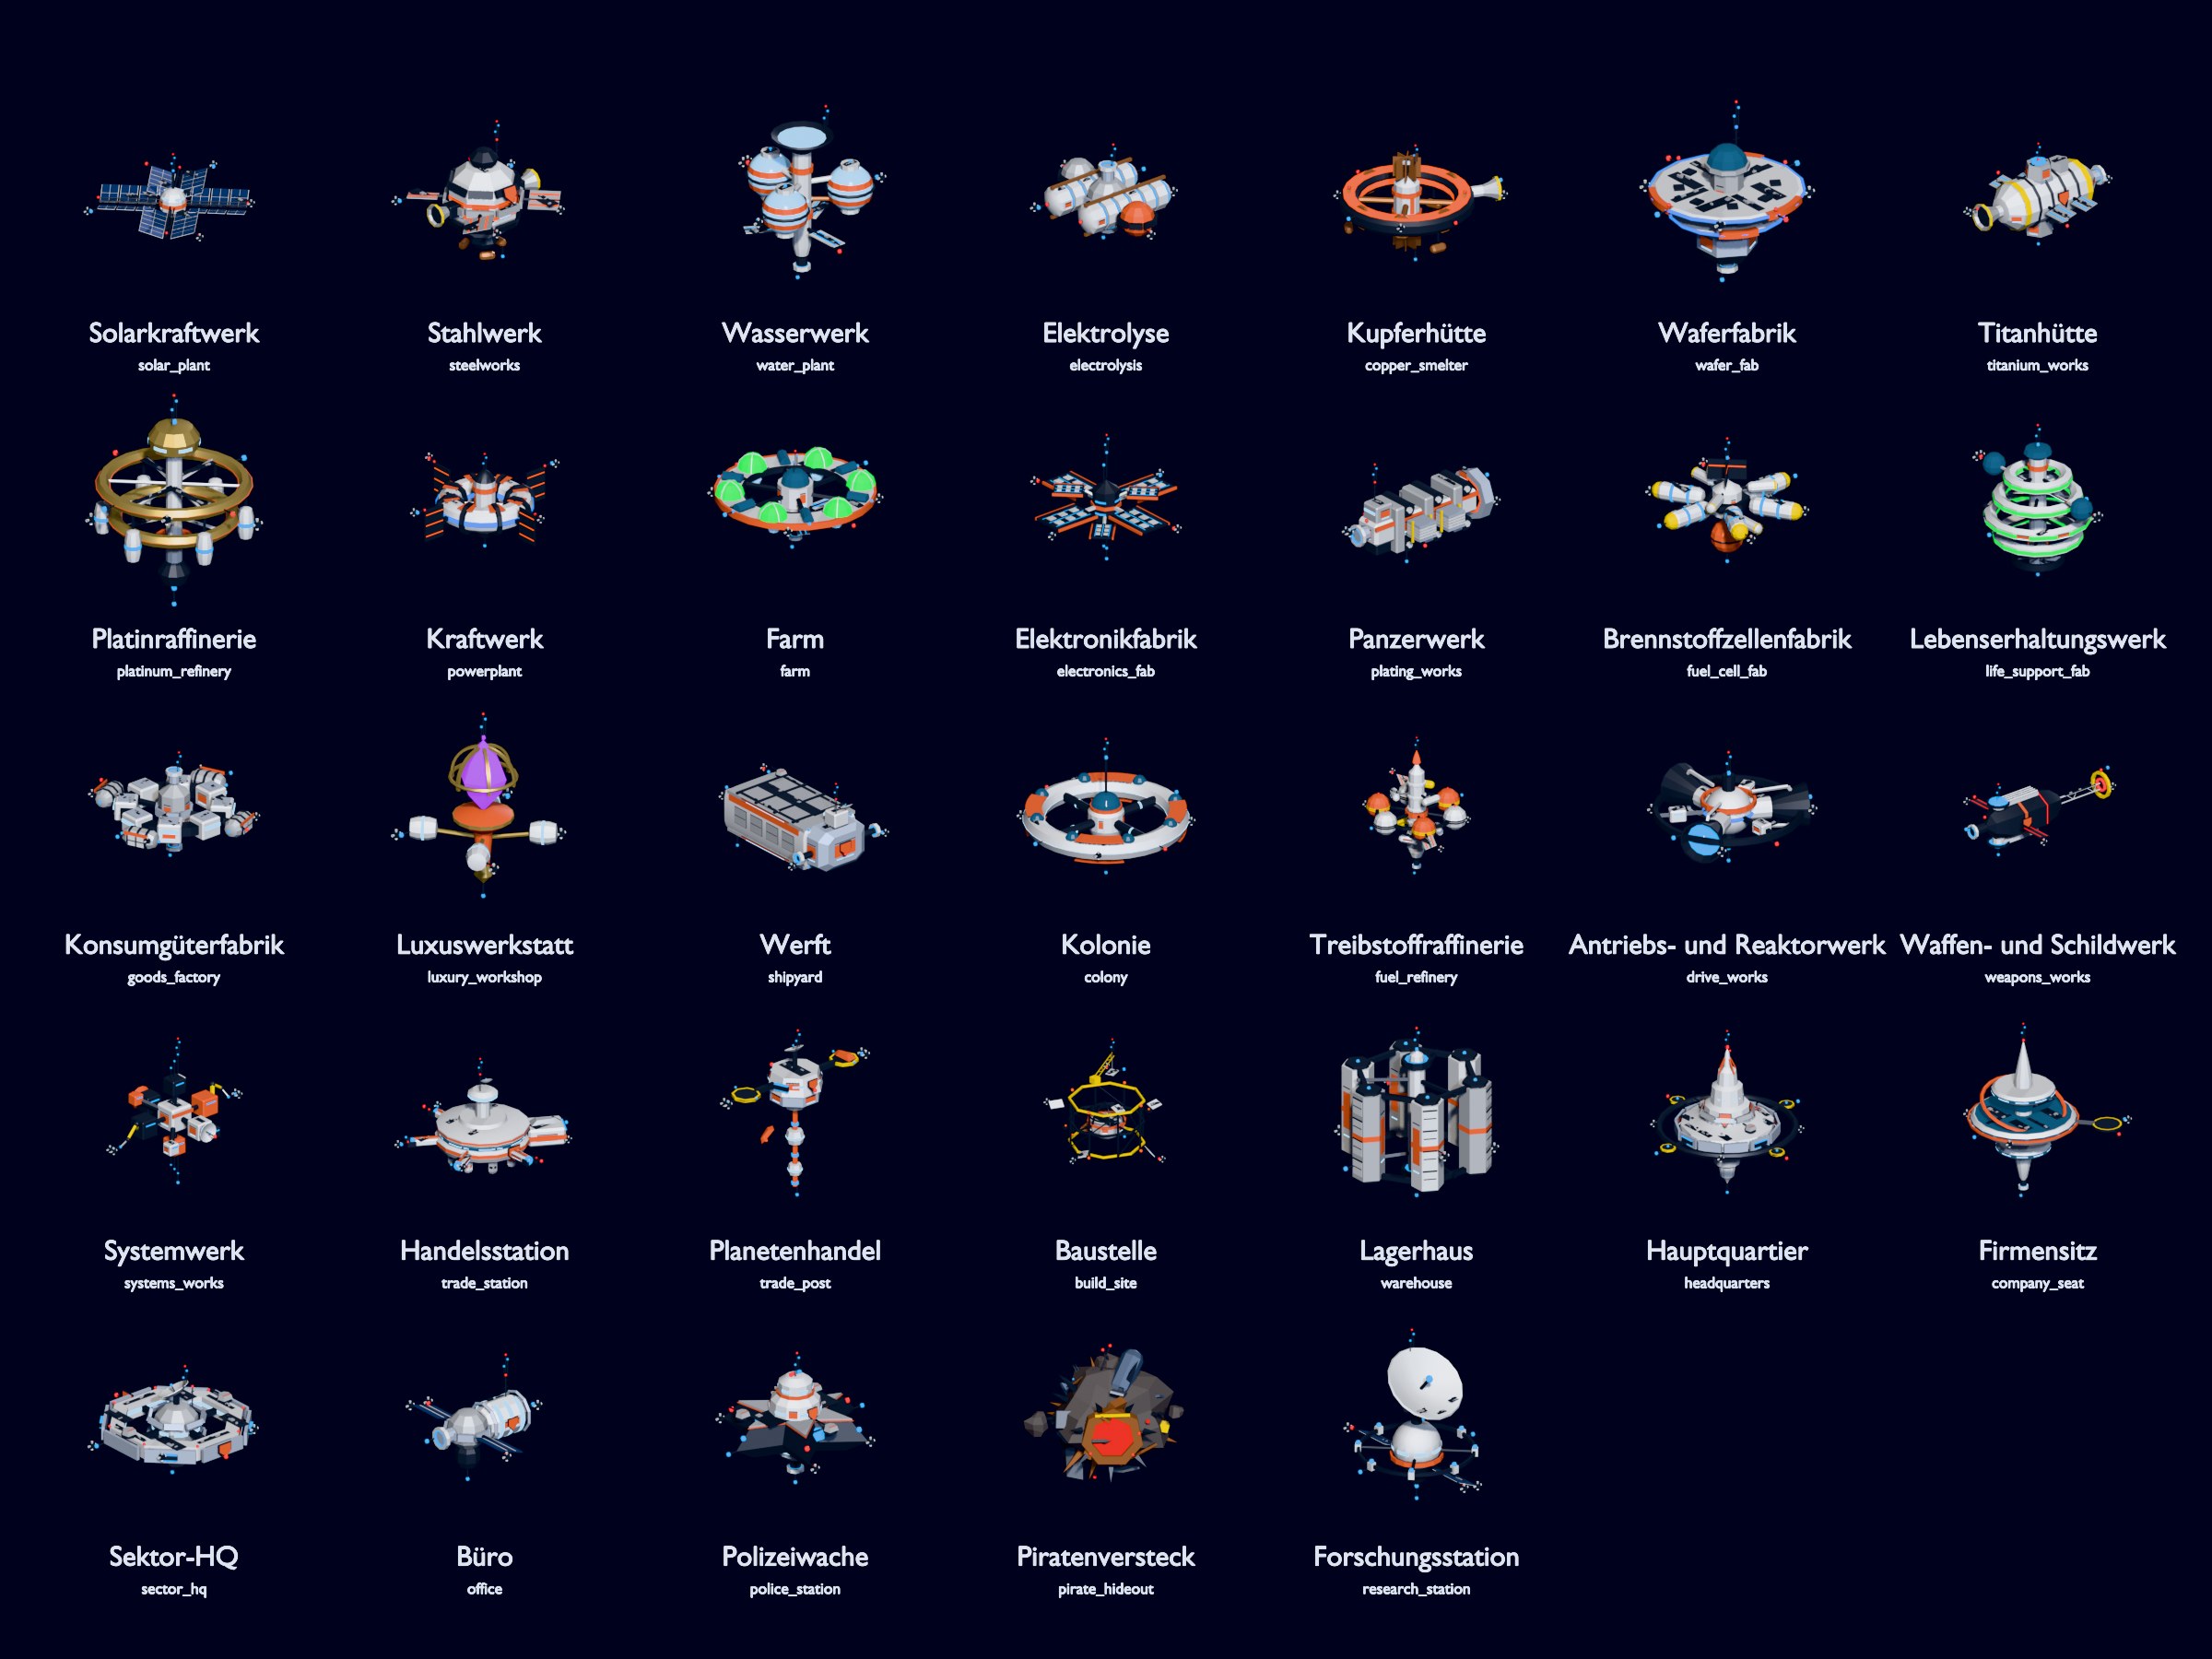 Solarkraftwerk
solar_plant
Stahlwerk
steelworks
Wasserwerk
water_plant
Elektrolyse
electrolysis
Kupferhütte
copper_smelter
Waferfabrik
wafer_fab
Titanhütte
titanium_works
Platinraffinerie
platinum_refinery
Kraftwerk
powerplant
Farm
farm
Elektronikfabrik
electronics_fab
Panzerwerk
plating_works
Brennstoffzellenfabrik
fuel_cell_fab
Lebenserhaltungswerk
life_support_fab
Konsumgüterfabrik
goods_factory
Luxuswerkstatt
luxury_workshop
Werft
shipyard
Kolonie
colony
Treibstoffraffinerie
fuel_refinery
Antriebs- und Reaktorwerk
drive_works
Waffen- und Schildwerk
weapons_works
Systemwerk
systems_works
Handelsstation
trade_station
Planetenhandel
trade_post
Baustelle
build_site
Lagerhaus
warehouse
Hauptquartier
headquarters
Firmensitz
company_seat
Sektor-HQ
sector_hq
Büro
office
Polizeiwache
police_station
Piratenversteck
pirate_hideout
Forschungsstation
research_station